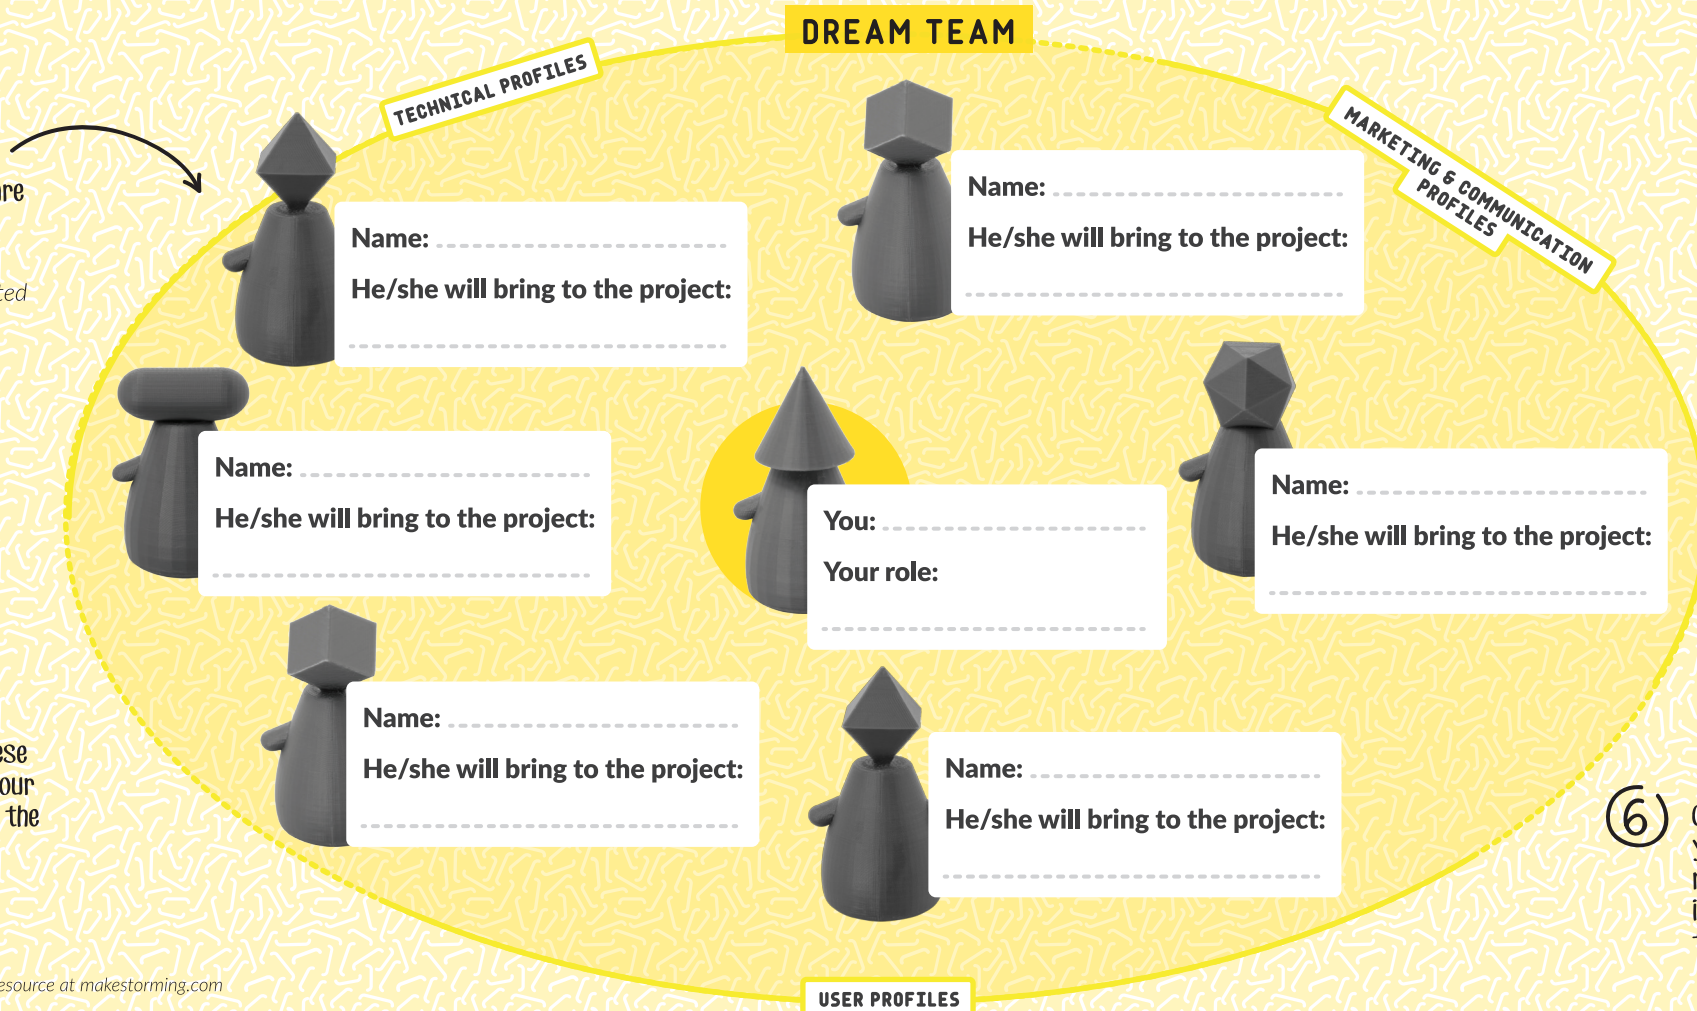 DREAM TEAM
TECHNICAL PROFILES
MARKETING & COMMUNICATION
PROFILES
Name:
He/she will bring to the project:
Name:
He/she will bring to the project:
Name:
He/she will bring to the project:
You:
Your role:
Name:
He/she will bring to the project:
Name:
He/she will bring to the project:
Name:
He/she will bring to the project:
the
6
at makestorming.com
USER PROFILES